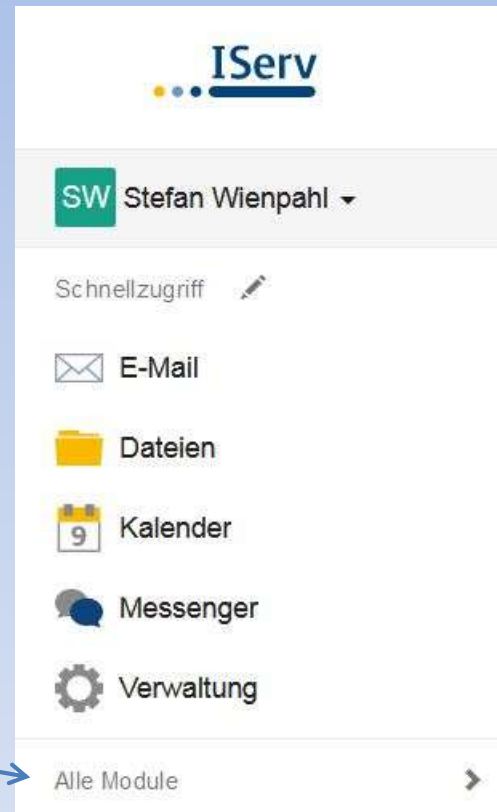 IServ
SW Stefan Wienpahl
Schnellzugriff
E-Mail
Dateien
9 Kalender
Messenger
Verwaltung
Alle Module